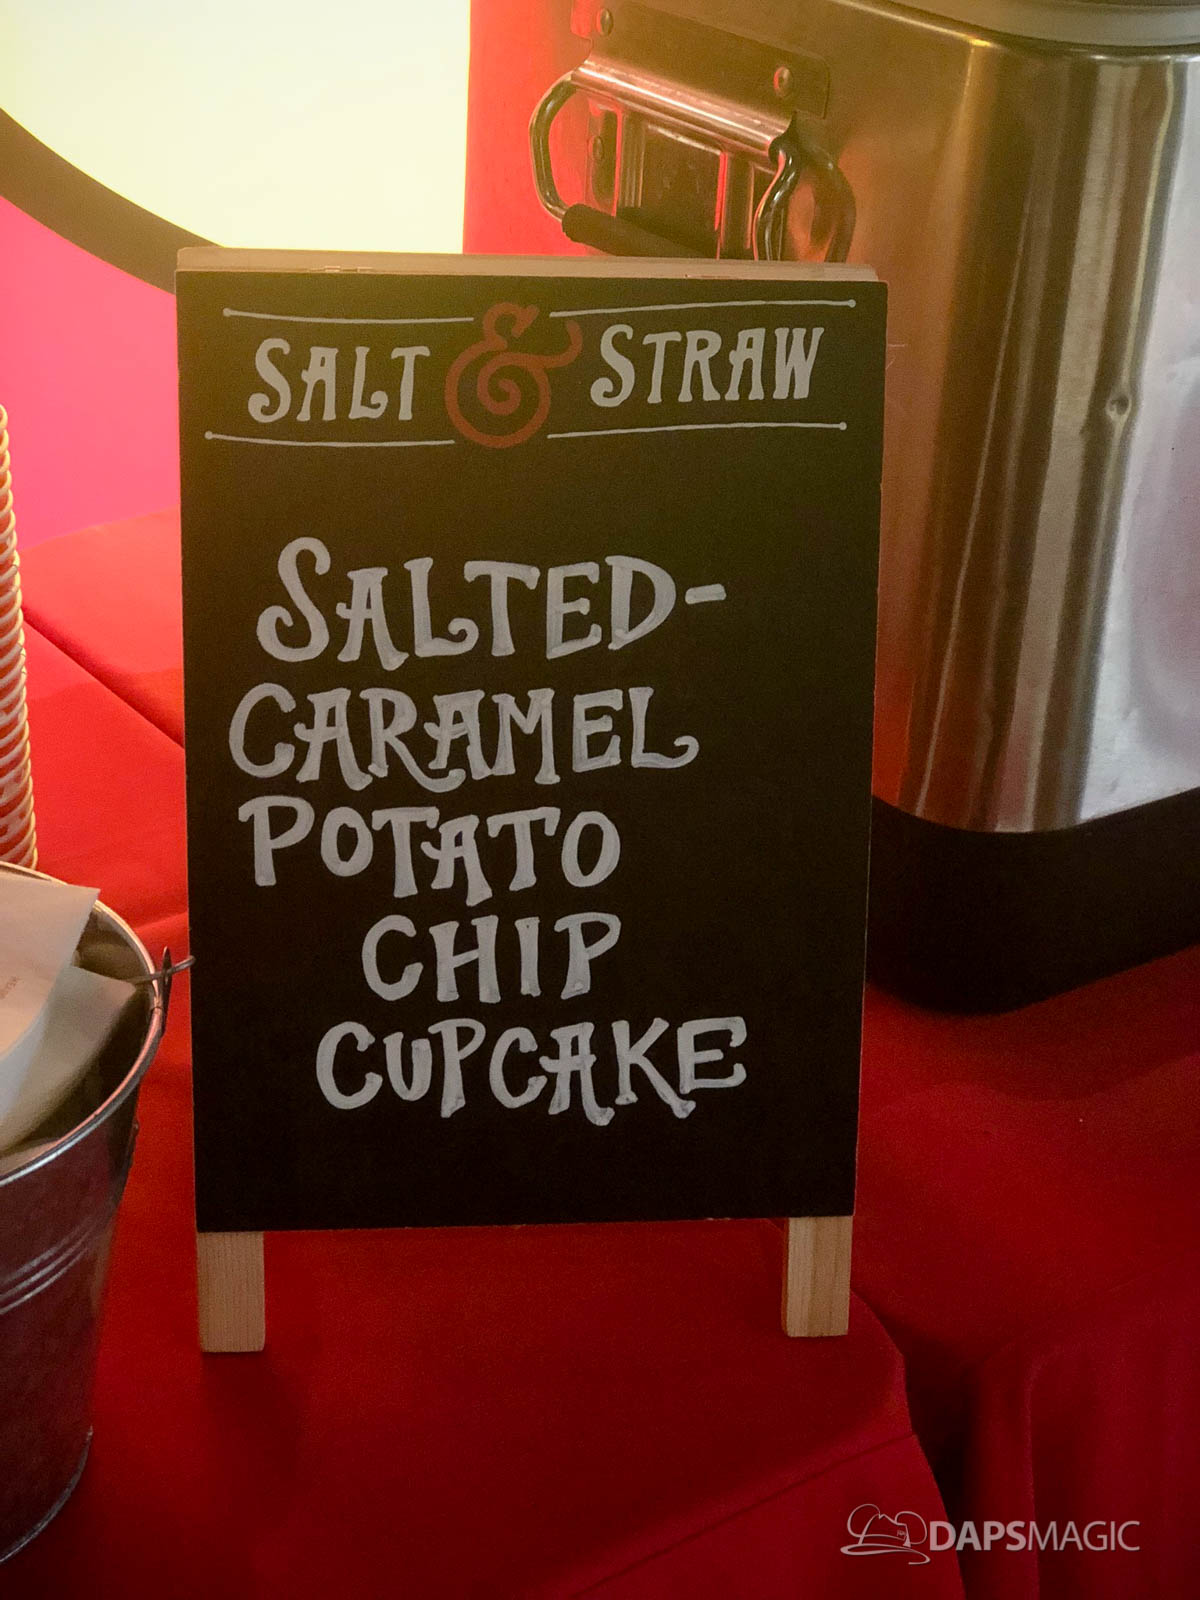 SALT & STRAW
SALTED-
CARAMEL
POTATO
CHIP
CUPCAKE
DAPSMAGIC